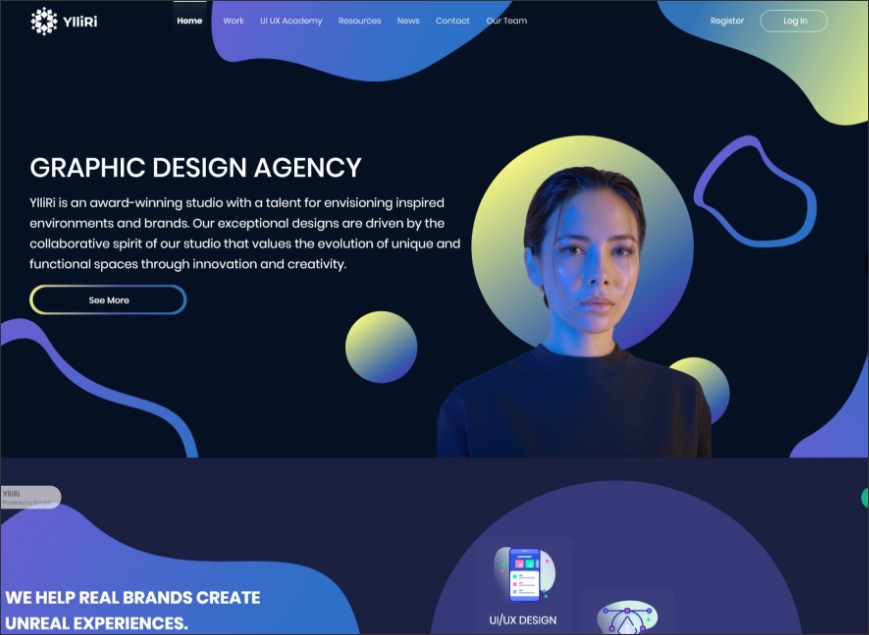 YlliRi
Home Work UI UX Academy Resources News Contact Our Team Register Log In
GRAPHIC DESIGN AGENCY
YlliRi is an award-winning studio with a talent for envisioning inspired
environments and brands. Our exceptional designs are driven by the
collaborative spirit of our studio that values the evolution of unique and
functional spaces through innovation and creativity.
See More
YlliRi
Powered by
WE HELP REAL BRANDS CREATE
UNREAL EXPERIENCES.
UI/UX DESIGN